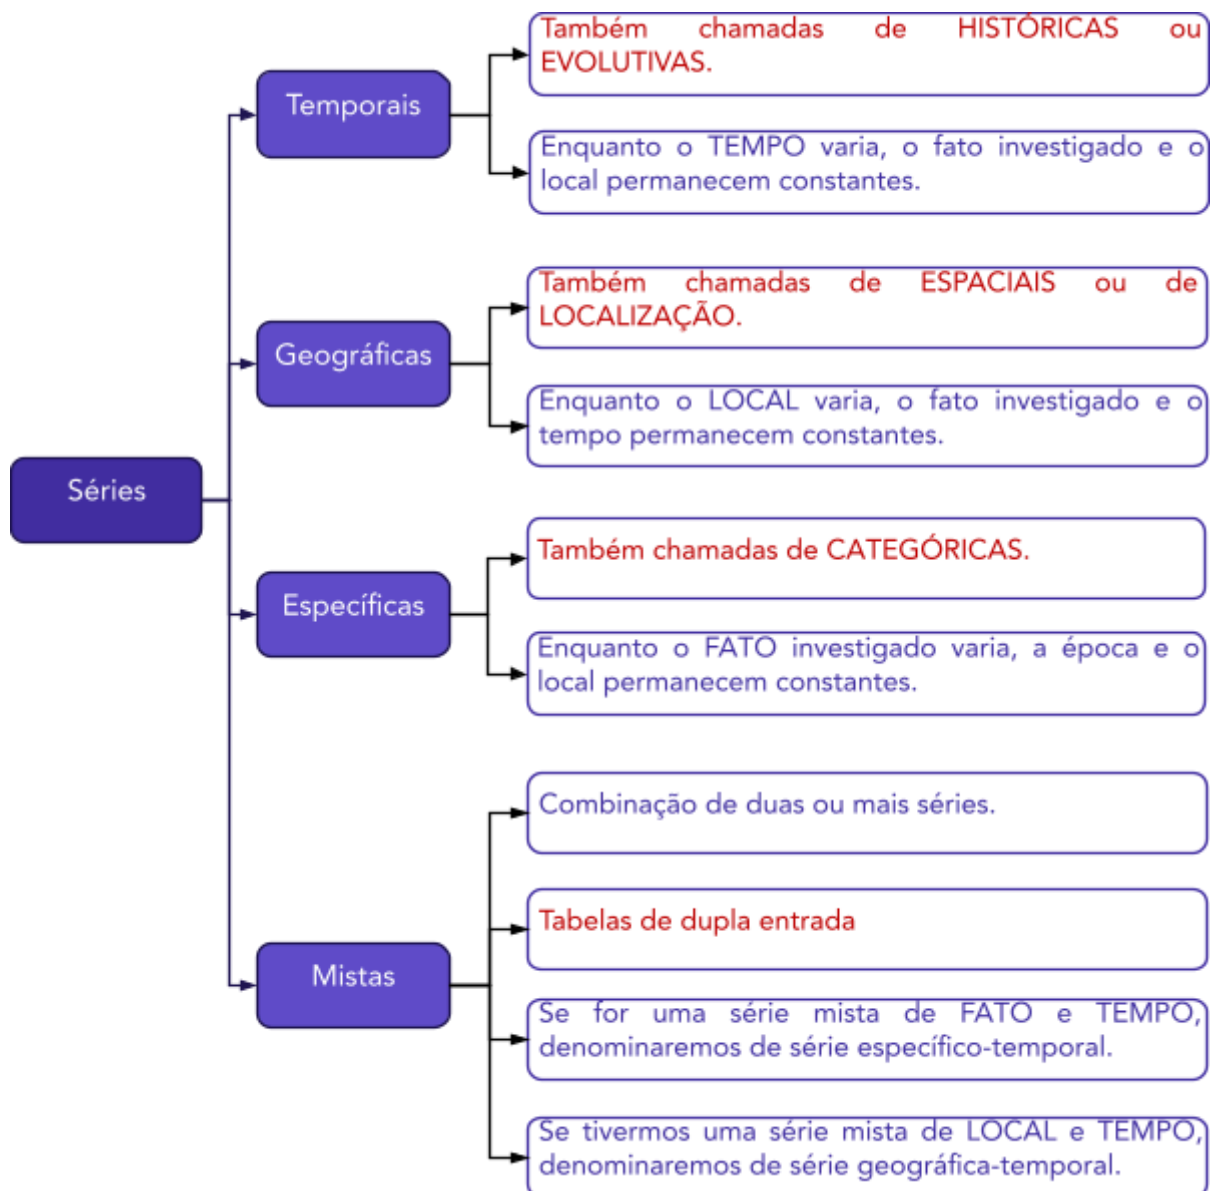 Também chamadas de HISTÓRICAS ou
EVOLUTIVAS.
Temporais
Enquanto o TEMPO varia, o fato investigado e o
local permecem constantes.
Também chamadas de ESPACIAIS ou de
LOCALIZAÇÃO.
Geográficas
Enquanto o LOCAL varia, o fato investigado e o
tempo permanecem constantes.
Séries
Também chamadas de CATEGÓRICAS.
Específicas
Enquanto o FATO investigado varia, a época e o
local permanecem constantes.
Combinação de duas ou mais séries.
Tabelas de dupla entrada
Mistas
Se for uma série mista de FATO e TEMPO,
denominaremos de série específico-temporal.
Se tivermos uma série mista de LOCAL e TEMPO,
denominaremos de série geográfica-temporal.